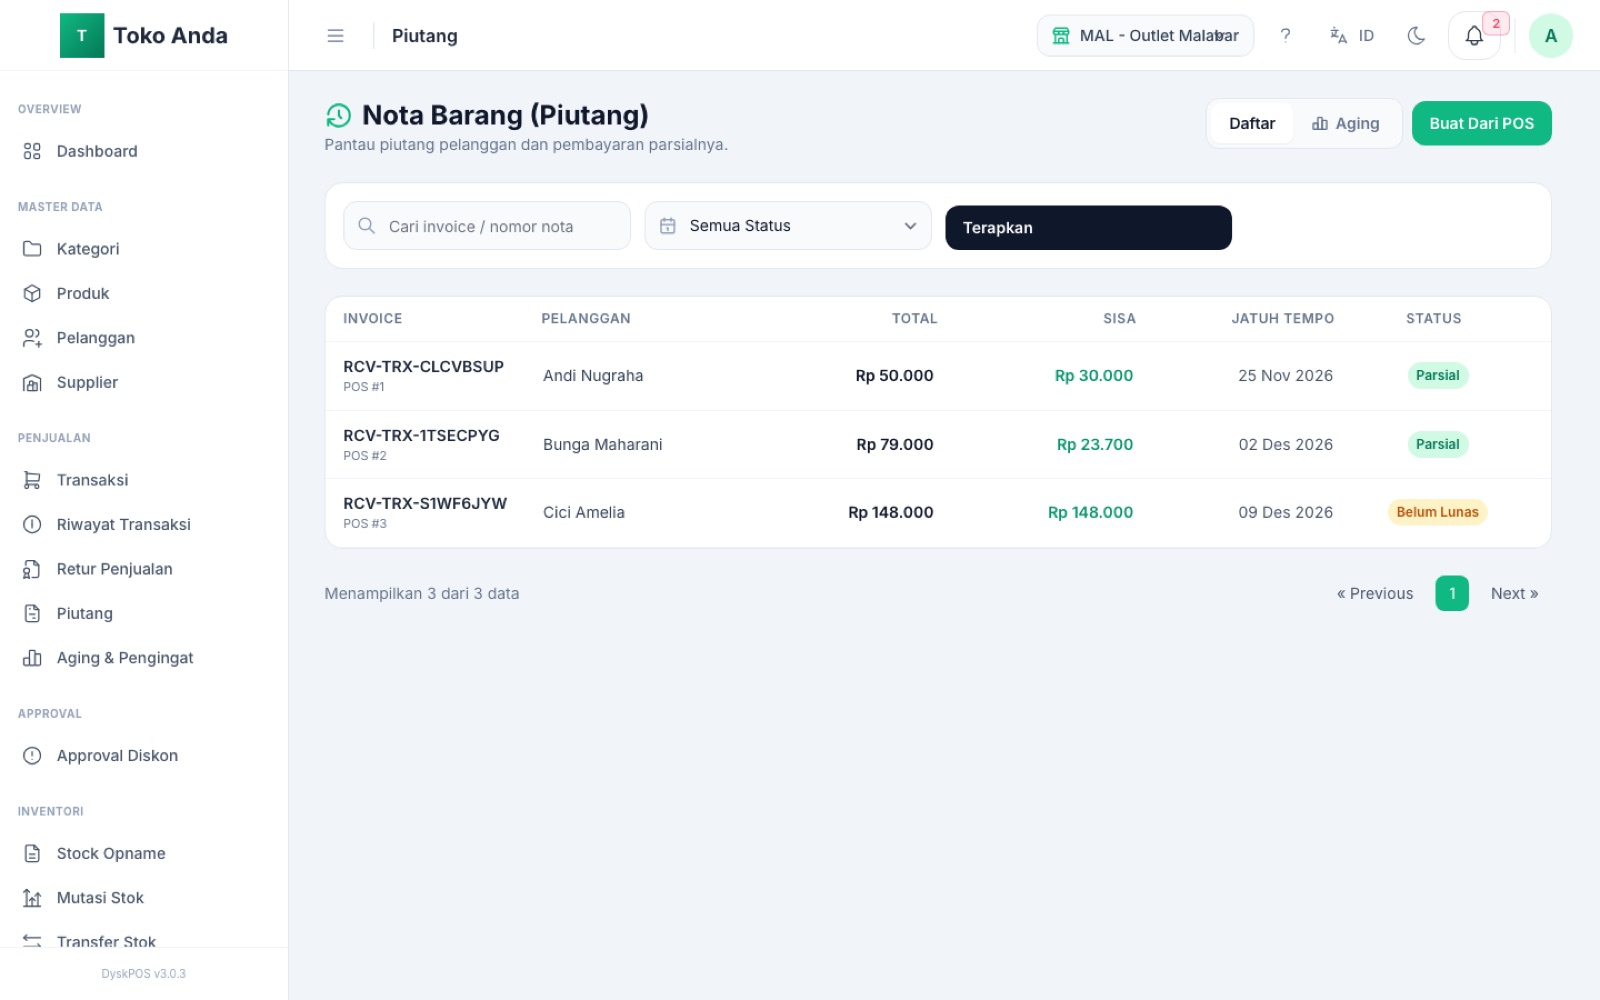 T
Toko Anda
OVERVIEW
Dashboard
MASTER DATA
Kategori
Produk
Pelanggan
Supplier
PENJUALAN
Transaksi
Riwayat Transaksi
Retur Penjualan
Piutang
Aging & Pengingat
APPROVAL
Approval Diskon
INVENTORI
Stock Opname
Mutasi Stok
Transfer Stok
DyskPOS v3.0.3
Piutang
MAL - Outlet Malabar
?
ID
2
A
Nota Barang (Piutang)
Pantau piutang pelanggan dan pembayaran parsialnya.
Daftar
Aging
Buat Dari POS
Cari invoice / nomor nota
Semua Status
Terapkan
INVOICE PELANGGAN TOTAL SISA JATUH TEMPO STATUS
RCV-TRX-CLCVBSUP
POS #1
Andi Nugraha Rp 50.000 Rp 30.000 25 Nov 2026 Parsial
RCV-TRX-1TSECPYG
POS #2
Bunga Maharani Rp 79.000 Rp 23.700 02 Des 2026 Parsial
RCV-TRX-S1WF6JYW
POS #3
Cici Amelia Rp 148.000 Rp 148.000 09 Des 2026 Belum Lunas
Menampilkan 3 dari 3 data
« Previous 1 Next »